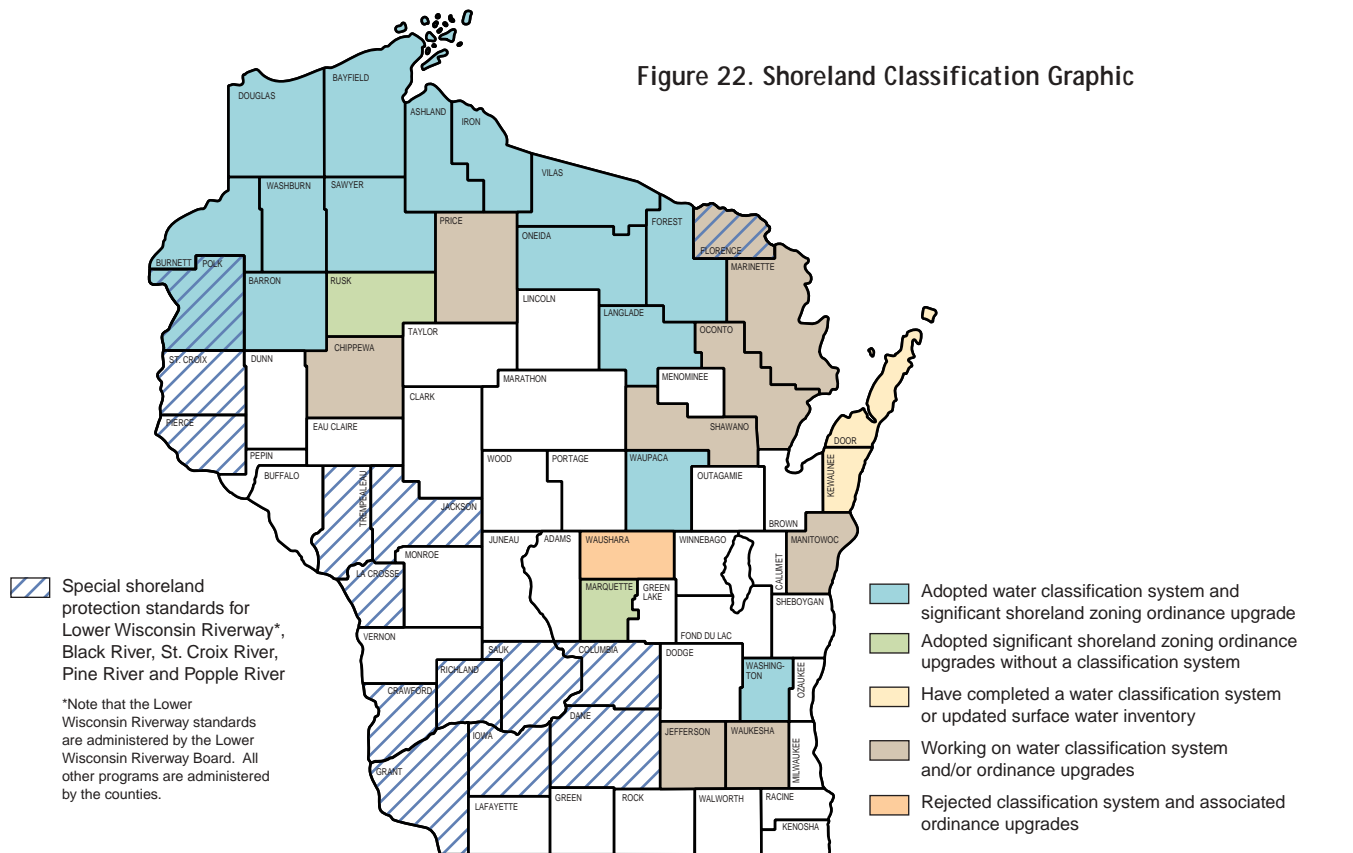 Figure 22. Shoreland Classification Graphic
DOUGLAS
BAYFIELD
ASHLAND
IRON
VILAS
WASHBURN
SAWYER
PRICE
ONEIDA
FOREST
FLORENCE
MARINETTE
BURNETT
POLK
BARRON
RUSK
LINCOLN
LANGLADE
OCONTO
TAYLOR
CHIPPEWA
ST. CROIX
DUNN
MARATHON
MENOMINEE
CLARK
PIERCE
EAU CLAIRE
SHAWANO
DOOR
PEPIN
BUFFALO
TREMPEALEAU
JACKSON
WOOD
PORTAGE
WAUPACA
OUTAGAMIE
KEWAUNEE
BROWN
MONROE
JUNEAU
ADAMS
WAUSHARA
WINNEBAGO
CALUMET
MANITOWOC
LA CROSSE
MARQUETTE
GREEN
LAKE
SHEBOYGAN
VERNON
FOND DU LAC
SAUK
COLUMBIA
DODGE
RICHLAND
WASHING-
TON
OZAUKEE
CRAWFORD
DANE
IOWA
JEFFERSON
WAUKESHA
MILWAUKEE
GRANT
LAFAYETTE
GREEN
ROCK
WALWORTH
RACINE
KENOSHA
Special shoreland
protection standards for
Lower Wisconsin Riverway*,
Black River, St. Croix River,
Pine River and Popple River
*Note that the Lower
Wisconsin Riverway standards
are administered by the Lower
Wisconsin Riverway Board. All
other programs are administered
by the counties.
Adopted water classification system and
significant shoreland zoning ordinance upgrade
Adopted significant shoreland zoning ordinance
upgrades without a classification system
Have completed a water classification system
or updated surface water inventory
Working on water classification system
and/or ordinance upgrades
Rejected classification system and associated
ordinance upgrades